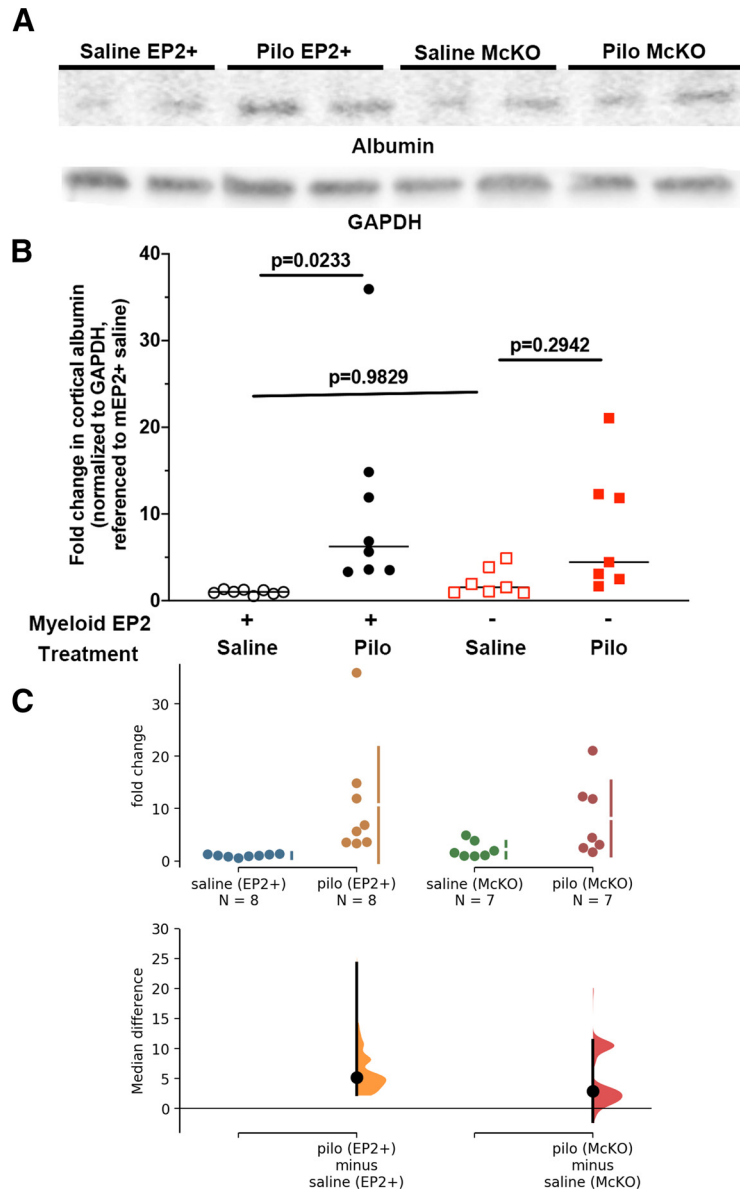 A
Saline EP2+ Pilo EP2+ Saline McKO Pilo McKO
Albumin
GAPDH
B
Fold change in cortical albumin
(normalized to GAPDH,
referenced to mEP2+ saline)
40
30
20
10
0
p=0.0233
p=0.9829
p=0.2942
Myeloid EP2 + + - -
Treatment Saline Pilo Saline Pilo
C
fold change
30
20
10
0
saline (EP2+) pilo (EP2+) saline (McKO) pilo (McKO)
N = 8 N = 8 N = 7 N = 7
Median difference
30
25
20
15
10
5
0
pilo (EP2+)
minus
saline (EP2+)
pilo (McKO)
minus
saline (McKO)